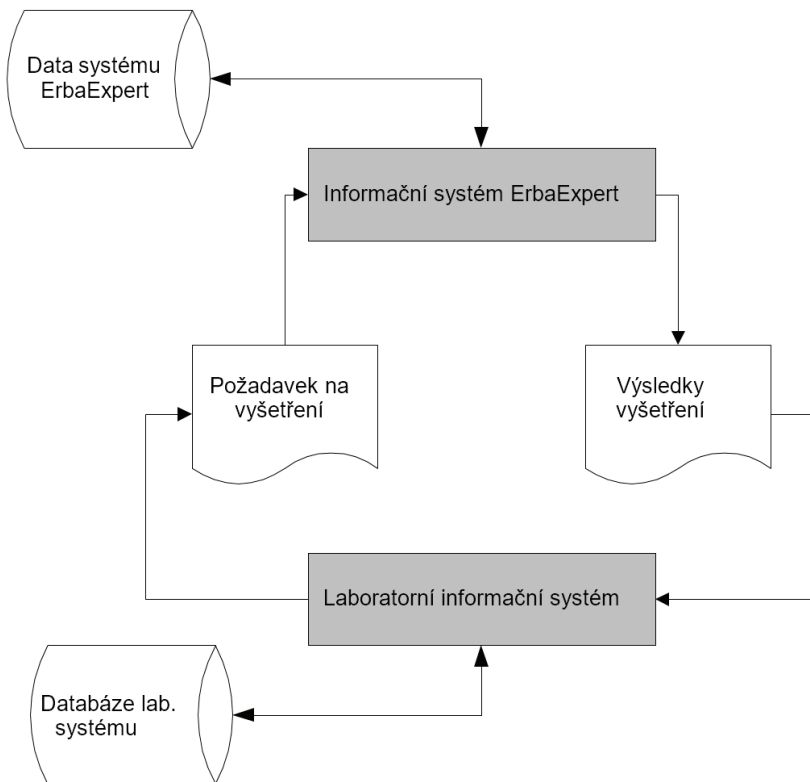 Data systému
ErbaExpert
Informační systém ErbaExpert
Požadavek na
vyšetření
Výsledky
vyšetření
Laboratorní informační systém
Databáze lab.
systému